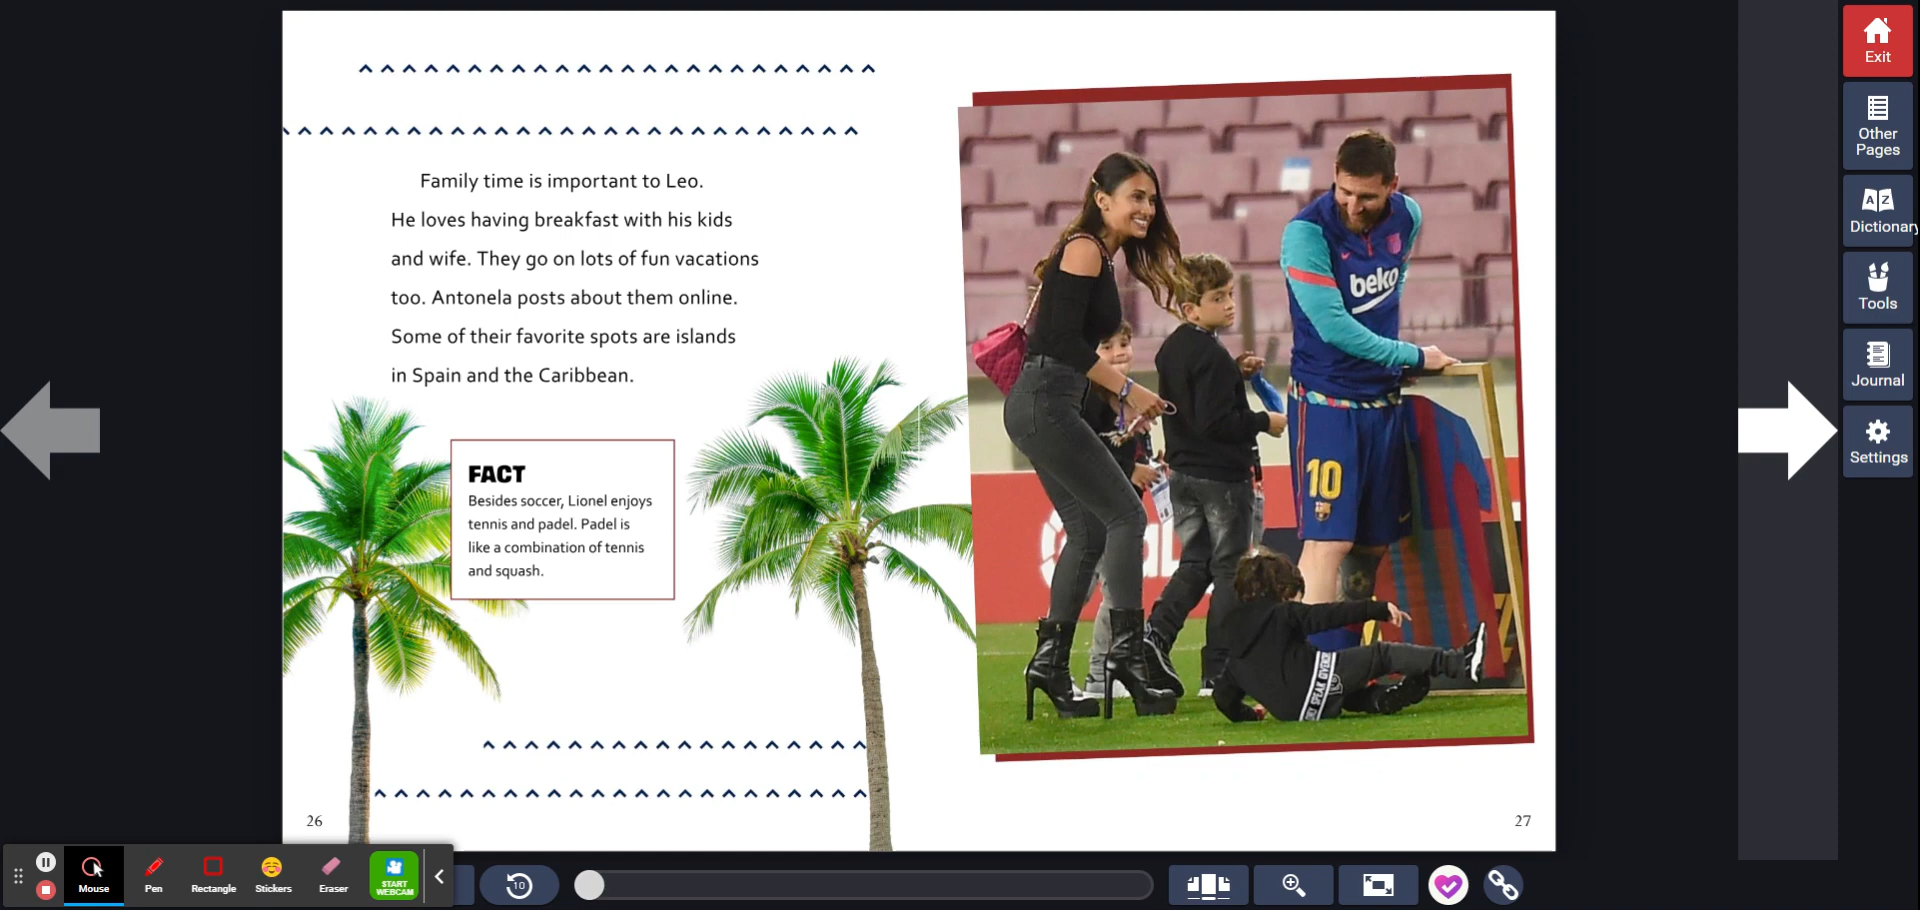 Family time is important to Leo.
He loves having breakfast with his kids
and wife. They go on lots of fun vacations
too. Antonela posts about them online.
Some of their favorite spots are islands
in Spain and the Caribbean.
FACT
Besides soccer, Lionel enjoys
tennis and padel. Padel is
like a combination of tennis
and squash.
26
beko
10
27
Exit
Other
Pages
A Z
Dictionary
Tools
Journal
Settings
Mouse
Pen
Rectangle
Stickers
Eraser
START
WEBCAM
10